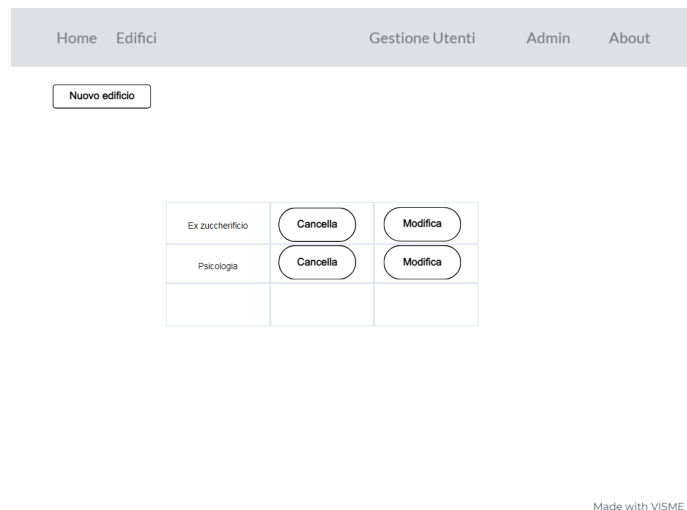 Home Edifici Gestione Utenti Admin About
Nuovo edificio
Ex zuccherificio Cancella Modifica
Psicologia Cancella Modifica
Made with VISME